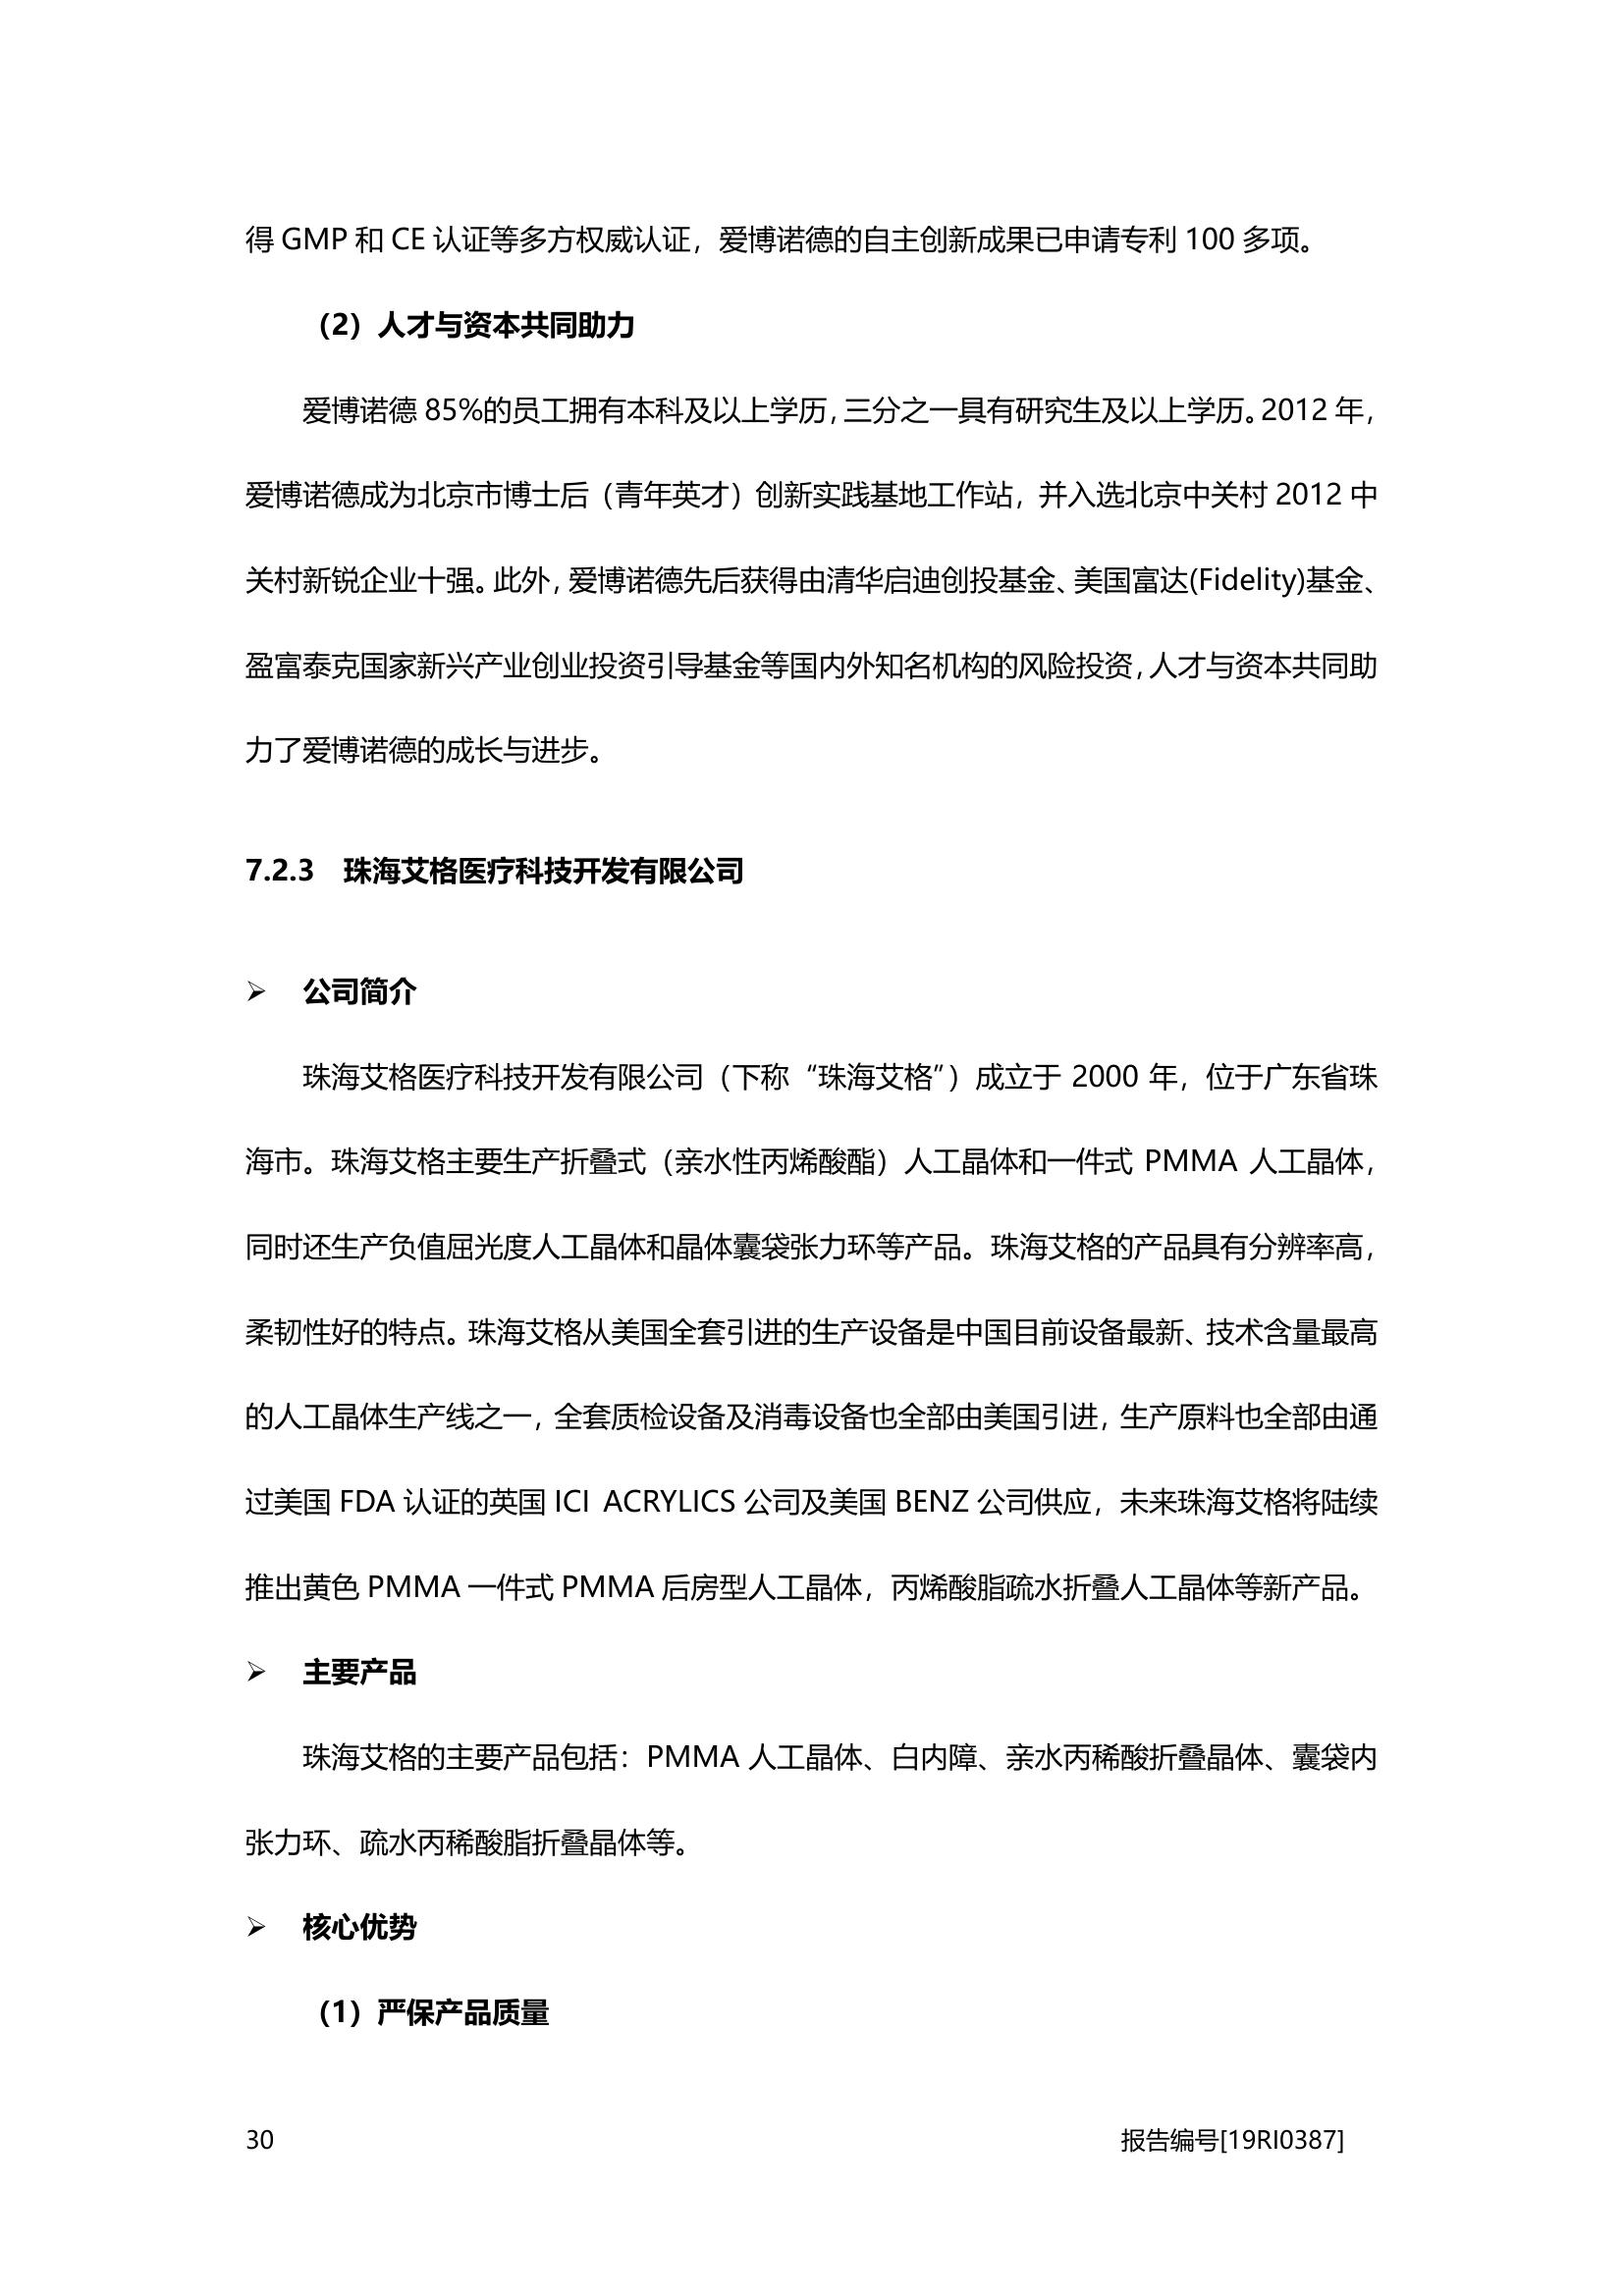 得 GMP 和 CE 认证等多方权威认证，爱博诺德的自主创新成果已申请专利 100 多项。
（2）人才与资本共同助力
爱博诺德 85%的员工拥有本科及以上学历，三分之一具有研究生及以上学历。2012 年，
爱博诺德成为北京市博士后（青年英才）创新实践基地工作站，并入选北京中关村 2012 中
关村新锐企业十强。此外，爱博诺德先后获得由清华启迪创投基金、美国富达(Fidelity)基金、
盈富泰克国家新兴产业创业投资引导基金等国内外知名机构的风险投资，人才与资本共同助
力了爱博诺德的成长与进步。
7.2.3 珠海艾格医疗科技开发有限公司
➢ 公司简介
珠海艾格医疗科技开发有限公司（下称“珠海艾格”）成立于 2000 年，位于广东省珠
海市。珠海艾格主要生产折叠式（亲水性丙烯酸酯）人工晶体和一件式 PMMA 人工晶体，
同时还生产负值屈光度人工晶体和晶体囊袋张力环等产品。珠海艾格的产品具有分辨率高，
柔韧性好的特点。珠海艾格从美国全套引进的生产设备是中国目前设备最新、技术含量最高
的人工晶体生产线之一，全套质检设备及消毒设备也全部由美国引进，生产原料也全部由通
过美国 FDA 认证的英国 ICI ACRYLICS 公司及美国 BENZ 公司供应，未来珠海艾格将陆续
推出黄色 PMMA 一件式 PMMA 后房型人工晶体，丙烯酸脂疏水折叠人工晶体等新产品。
➢ 主要产品
珠海艾格的主要产品包括：PMMA 人工晶体、白内障、亲水丙稀酸折叠晶体、囊袋内
张力环、疏水丙稀酸脂折叠晶体等。
➢ 核心优势
（1）严保产品质量
30 报告编号[19RI0387]